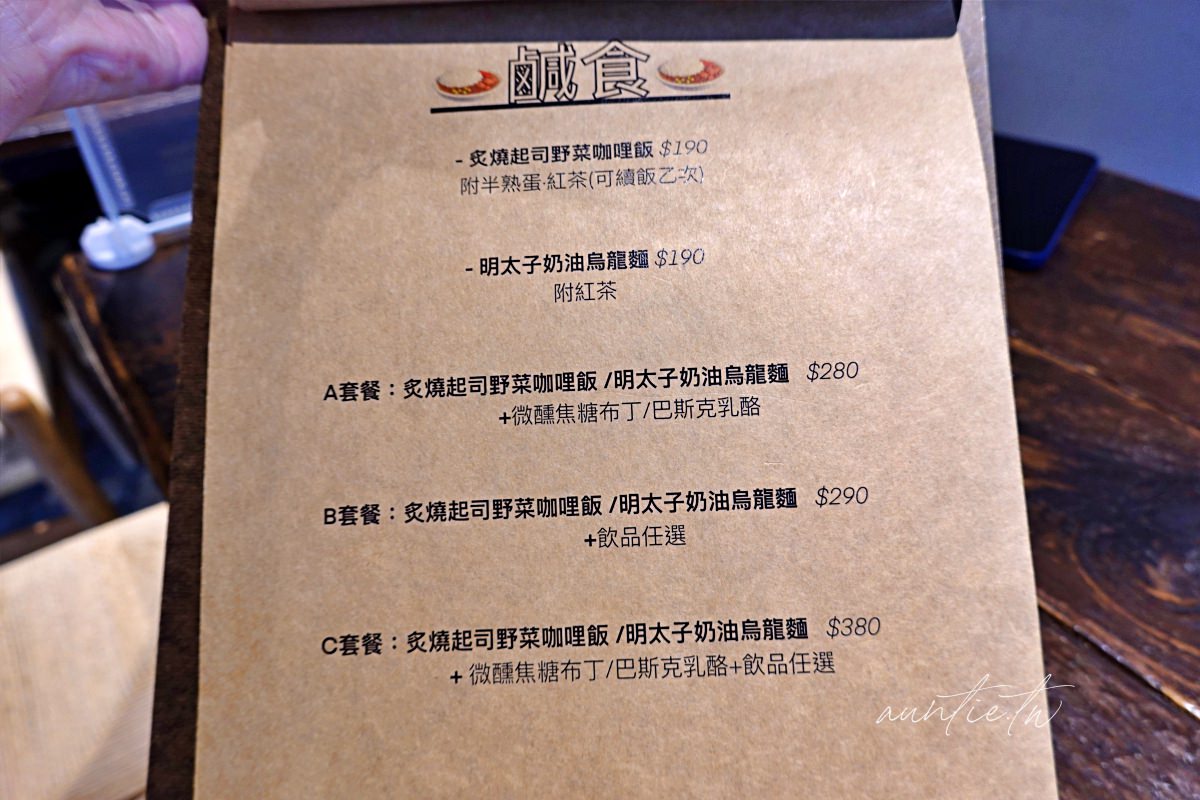 鹹食
- 炙燒起司野菜咖哩飯 $190
附半熟蛋·紅茶(可續飯乙次)
- 明太子奶油烏龍麵 $190
附紅茶
A套餐：炙燒起司野菜咖哩飯 /明太子奶油烏龍麵 $280
+微醺焦糖布丁/巴斯克乳酪
B套餐：炙燒起司野菜咖哩飯 /明太子奶油烏龍麵 $290
+飲品任選
C套餐：炙燒起司野菜咖哩飯 /明太子奶油烏龍麵 $380
+ 微醺焦糖布丁/巴斯克乳酪+飲品任選
auntie.tw